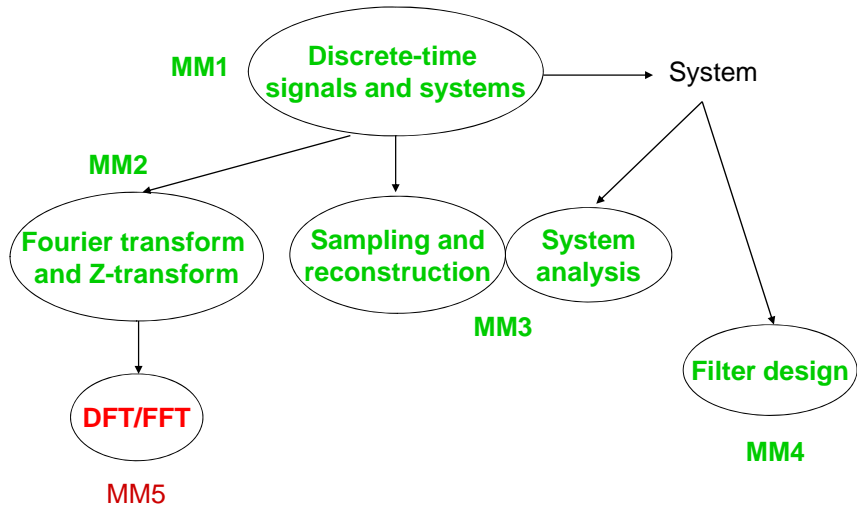 MM1
Discrete-time
signals and systems
System
MM2
Fourier transform
and Z-transform
Sampling and
reconstruction
System
analysis
MM3
Filter design
DFT/FFT
MM4
MM5